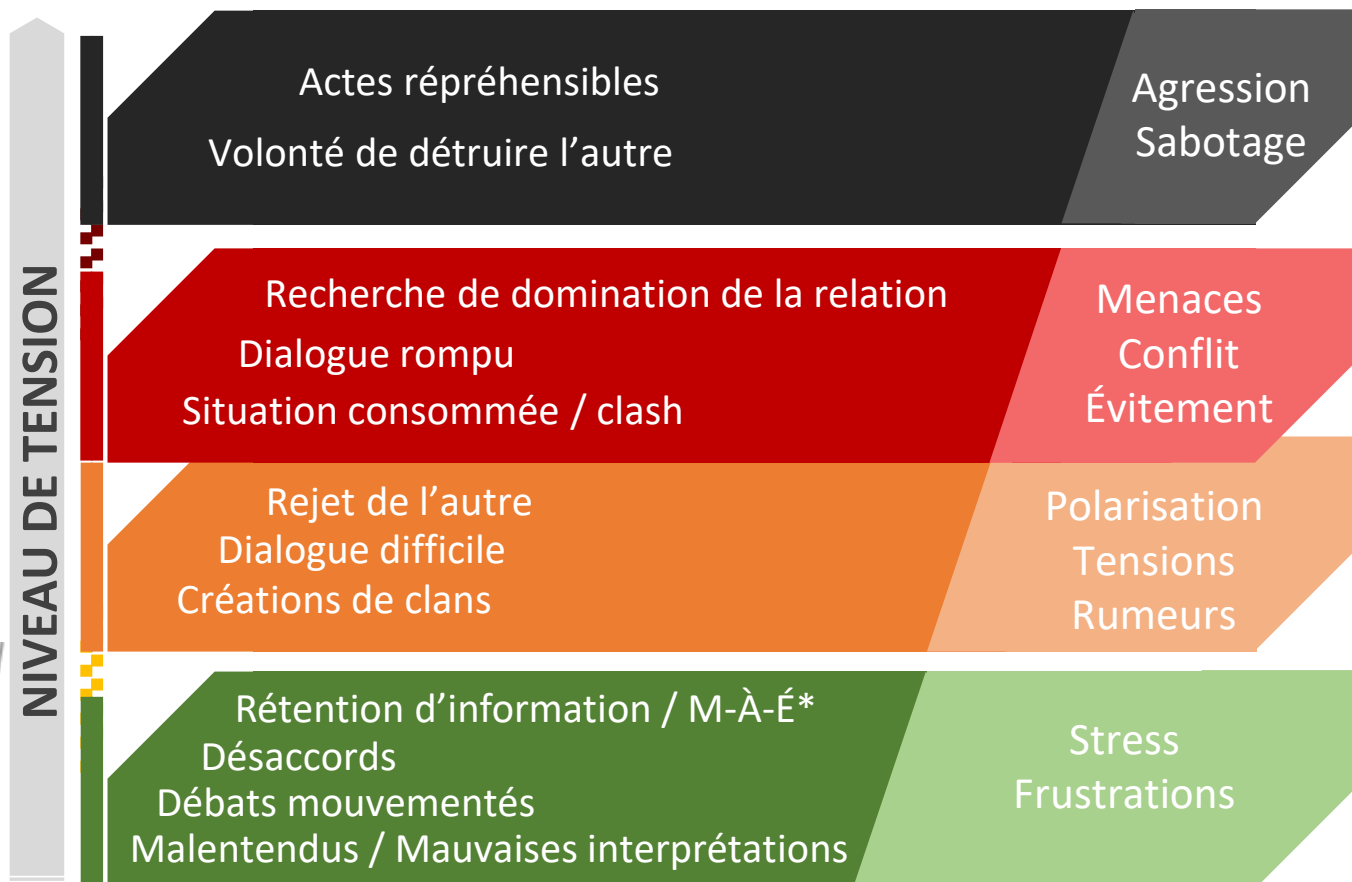 NIVEAU DE TENSION
Actes répréhensibles
Volonté de détruire l’autre
Agression
Sabotage
Recherche de domination de la relation
Dialogue rompu
Situation consommée / clash
Menaces
Conflit
Évitement
Rejet de l’autre
Dialogue difficile
Créations de clans
Polarisation
Tensions
Rumeurs
Rétention d’information / M-À-É*
Désaccords
Débats mouvementés
Malentendus / Mauvaises interprétations
Stress
Frustrations